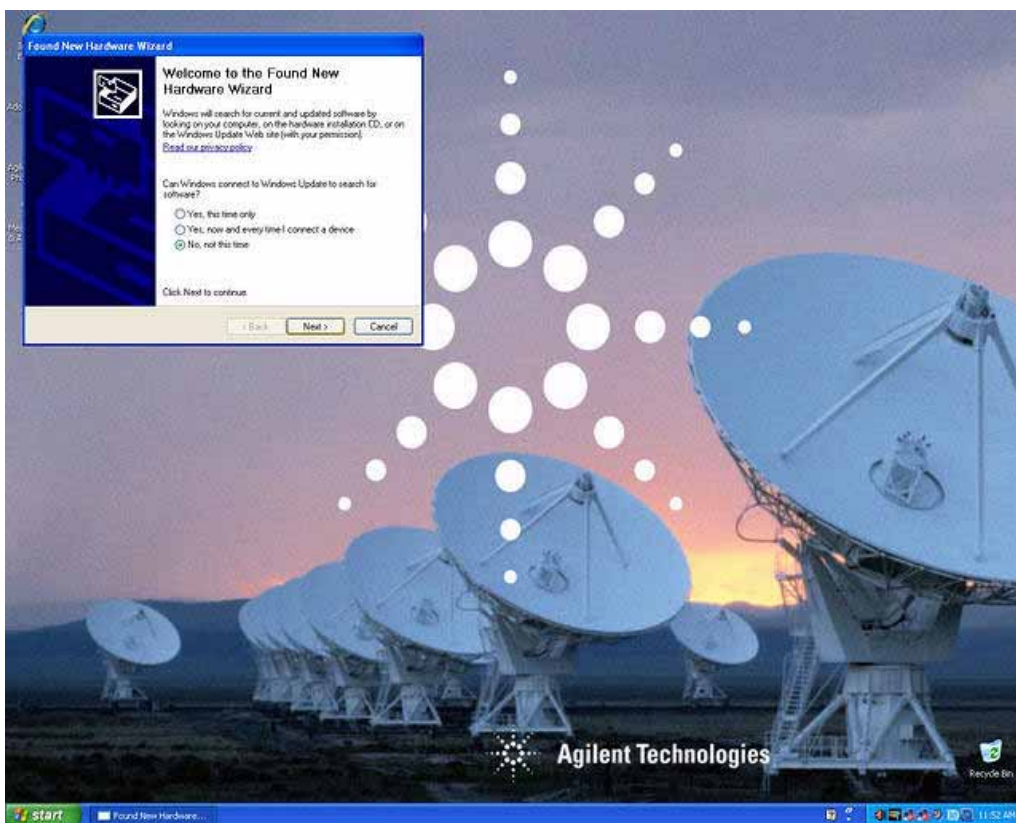 Found New Hardware Wizard
Welcome to the Found New
Hardware Wizard
Windows will search for current and updated software by
looking on your computer, on the hardware installation CD, or on
the Windows Update Web site (with your permission).
Read our privacy policy
Can Windows connect to Windows Update to search for
software?
Yes, this time only
Yes, now and every time I connect a device
No, not this time
Click Next to continue.
< Back
Next >
Cancel
Agilent Technologies
Recycle Bin
start
Found New Hardware...
11:52 AM